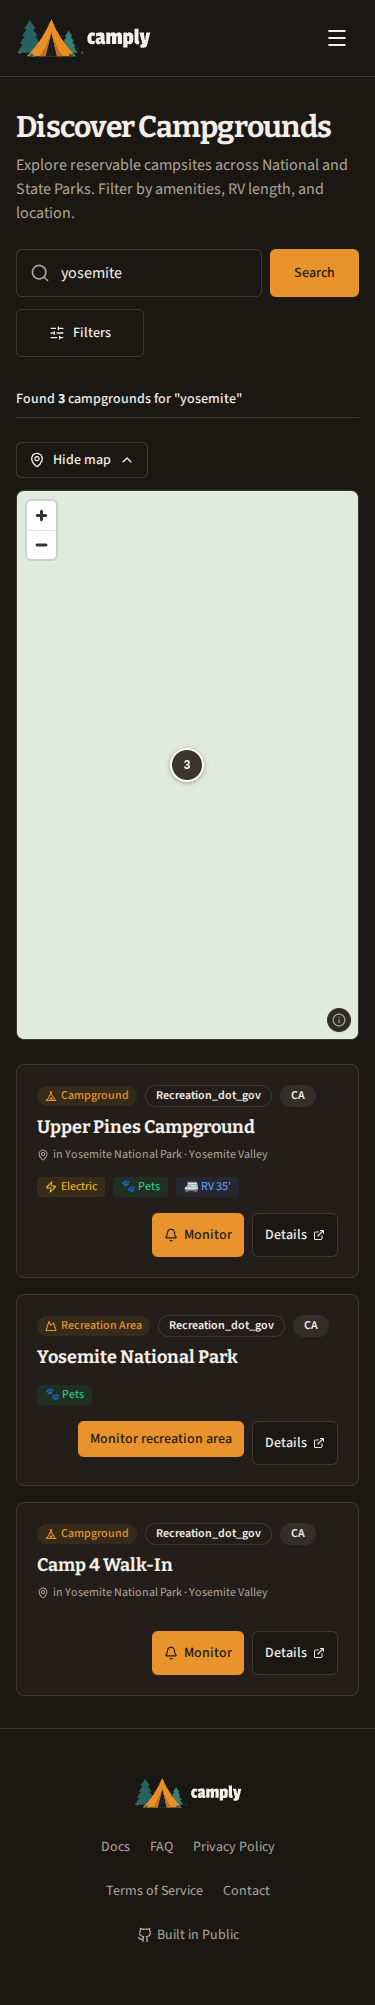 camply
Discover Campgrounds
Explore reservable campsites across National and
State Parks. Filter by amenities, RV length, and
location.
yosemite
Search
Filters
Found 3 campgrounds for "yosemite"
Hide map
+
−
3
Campground
Recreation_dot_gov
CA
Upper Pines Campground
in Yosemite National Park · Yosemite Valley
Electric
Pets
RV 35'
Monitor
Details
Recreation Area
Recreation_dot_gov
CA
Yosemite National Park
Pets
Monitor recreation area
Details
Campground
Recreation_dot_gov
CA
Camp 4 Walk-In
in Yosemite National Park · Yosemite Valley
Monitor
Details
camply
Docs
FAQ
Privacy Policy
Terms of Service
Contact
Built in Public